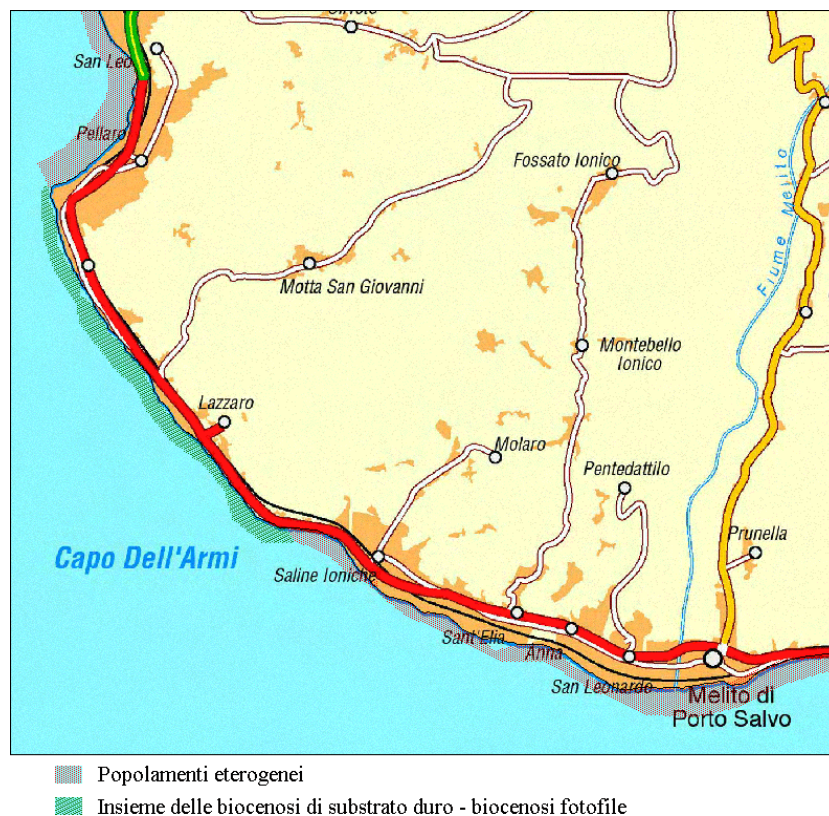 San Leo
Pellaro
Fossato Ionico
Fiume Melito
Motta San Giovanni
Montebello
Ionico
Lazzaro
Molaro
Pentedattilo
Prunella
Capo Dell'Armi
Saline Ioniche
Sant'Elia
Anna
San Leonardo
Melito di
Porto Salvo
Popolamenti eterogenei
Insieme delle biocenosi di substrato duro - biocenosi fotofile